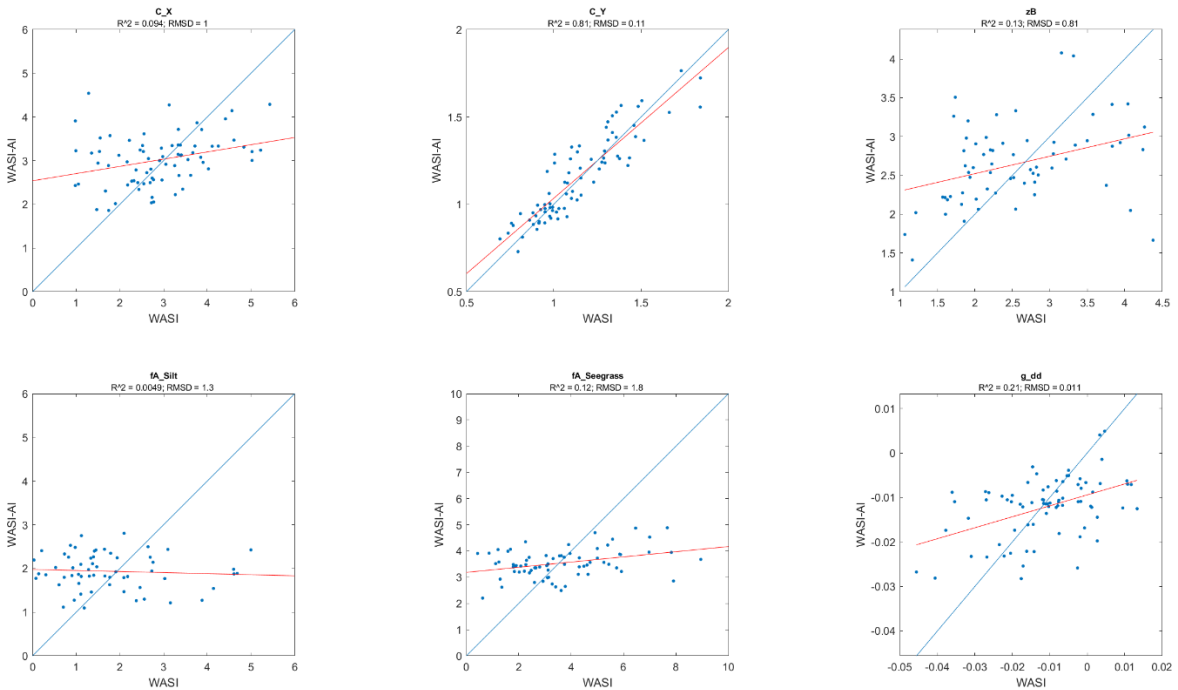 C_X
R^2 = 0.094; RMSD = 1
6
5
4
3
2
1
0
WASI-AI
0 1 2 3 4 5 6
WASI
C_Y
R^2 = 0.81; RMSD = 0.11
2
1.5
1
0.5
WASI-AI
0.5 1 1.5 2
WASI
zB
R^2 = 0.13; RMSD = 0.81
4
3.5
3
2.5
2
1.5
1
WASI-AI
1 1.5 2 2.5 3 3.5 4 4.5
WASI
fA_Silt
R^2 = 0.0049; RMSD = 1.3
6
5
4
3
2
1
0
WASI-AI
0 1 2 3 4 5 6
WASI
fA_Seegrass
R^2 = 0.12; RMSD = 1.8
10
9
8
7
6
5
4
3
2
1
0
WASI-AI
0 2 4 6 8 10
WASI
g_dd
R^2 = 0.21; RMSD = 0.011
0.01
0
-0.01
-0.02
-0.03
-0.04
WASI-AI
-0.05 -0.04 -0.03 -0.02 -0.01 0 0.01 0.02
WASI